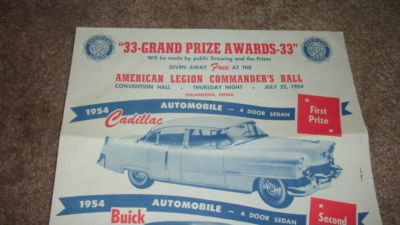 "33-GRAND PRIZE AWARDS-33"
Will be made by public Drawing and the Prizes
GIVEN AWAY Free AT THE
AMERICAN LEGION COMMANDER'S BALL
CONVENTION HALL - THURSDAY NIGHT - JULY 22, 1954
PHILADELPHIA, PENNA.
1954 AUTOMOBILE - 4 DOOR SEDAN
Cadillac
First
Prize
1954 AUTOMOBILE - 4 DOOR SEDAN
Buick
Second